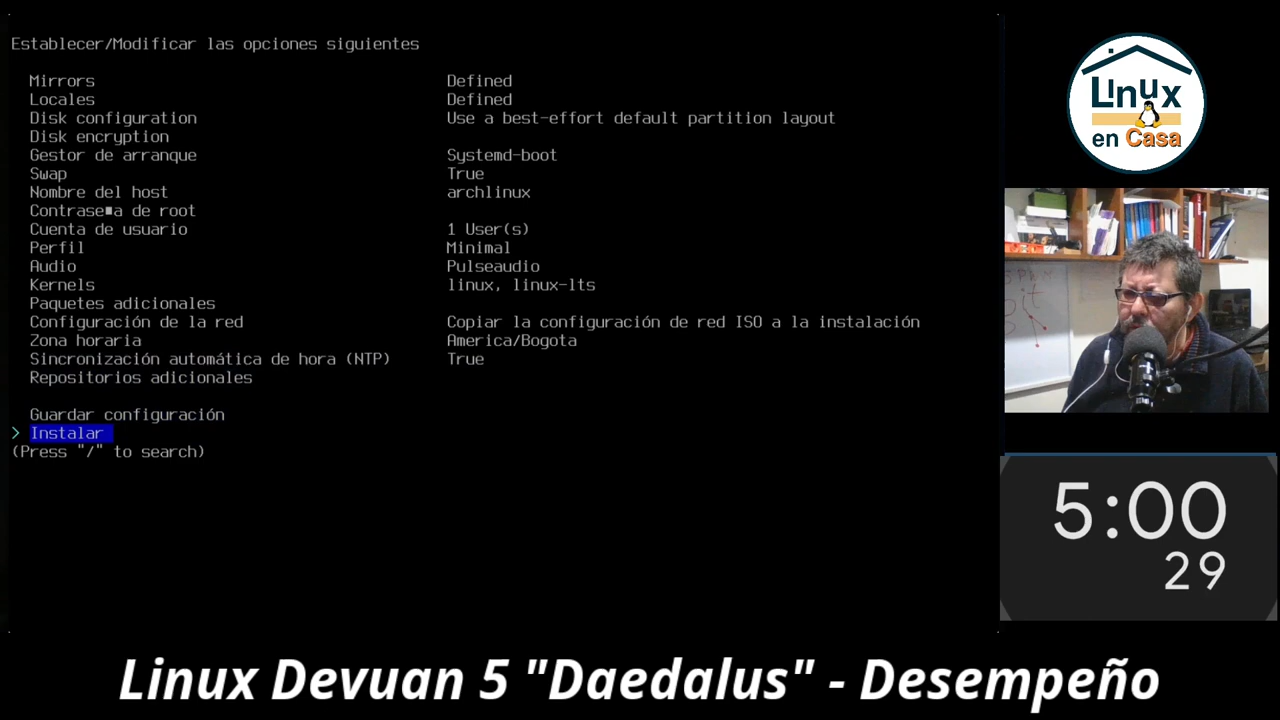 Establecer/Modificar las opciones siguientes
Mirrors Defined
Locales Defined
Disk configuration Use a best-effort default partition layout
Disk encryption
Gestor de arranque Systemd-boot
Swap True
Nombre del host archlinux
Contrase■a de root
Cuenta de usuario 1 User(s)
Perfil Minimal
Audio Pulseaudio
Kernels linux, linux-lts
Paquetes adicionales
Configuración de la red Copiar la configuración de red ISO a la instalación
Zona horaria America/Bogota
Sincronización automática de hora (NTP) True
Repositorios adicionales
Guardar configuración
> Instalar
(Press "/" to search)
Linux
en Casa
5:00
29
Linux Devuan 5 "Daedalus" - Desempeño